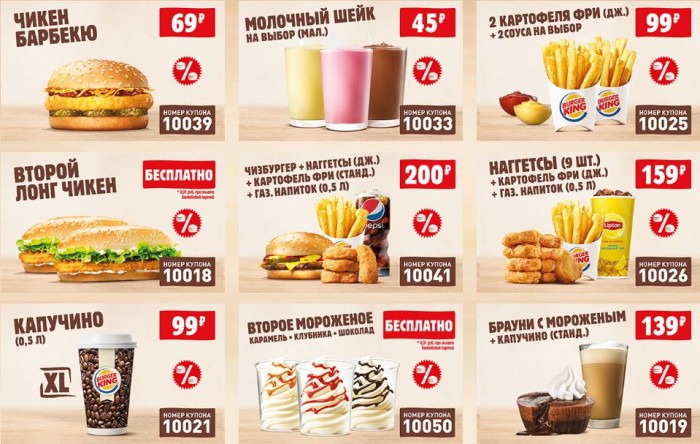 ЧИКЕН
БАРБЕКЮ
69₽
%
НОМЕР КУПОНА
10039
МОЛОЧНЫЙ ШЕЙК
НА ВЫБОР (МАЛ.)
45₽
%
НОМЕР КУПОНА
10033
2 КАРТОФЕЛЯ ФРИ (ДЖ.)
+ 2 СОУСА НА ВЫБОР
99₽
%
BURGER
KING
BURGER
KING
НОМЕР КУПОНА
10025
ВТОРОЙ
ЛОНГ ЧИКЕН
БЕСПЛАТНО
%
НОМЕР КУПОНА
10018
ЧИЗБУРГЕР + НАГГЕТСЫ (ДЖ.)
+ КАРТОФЕЛЬ ФРИ (СТАНД.)
+ ГАЗ. НАПИТОК (0,5 Л)
200₽
%
pepsi
НОМЕР КУПОНА
10041
НАГГЕТСЫ (9 ШТ.)
+ КАРТОФЕЛЬ ФРИ (ДЖ.)
+ ГАЗ. НАПИТОК (0,5 Л)
159₽
%
BURGER
KING
Lipton
НОМЕР КУПОНА
10026
КАПУЧИНО
(0,5 Л)
99₽
XL
BURGER
KING
%
НОМЕР КУПОНА
10021
ВТОРОЕ МОРОЖЕНОЕ
КАРАМЕЛЬ • КЛУБНИКА • ШОКОЛАД
БЕСПЛАТНО
%
НОМЕР КУПОНА
10050
БРАУНИ С МОРОЖЕНЫМ
+ КАПУЧИНО (СТАНД.)
139₽
%
НОМЕР КУПОНА
10019